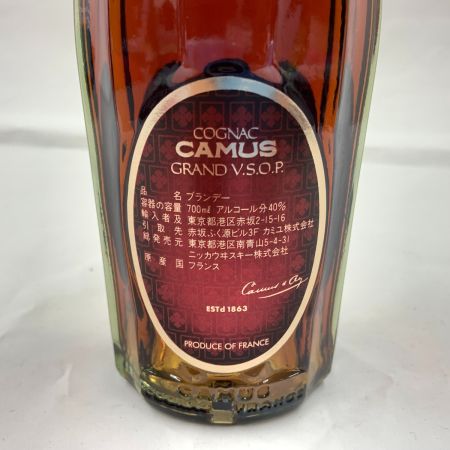 COGNAC
CAMUS
GRAND V.S.O.P.
品名 ブランデー
容器の容量 700mℓ アルコール分40%
輸入者及 東京都港区赤坂2-15-16
引取先 赤坂ふく源ビル3F カミュ株式会社
総発売元 東京都港区南青山5-4-31
ニッカウヰスキー株式会社
原産国 フランス
ESTd 1863
PRODUCE OF FRANCE
CAMUS
FRANCE